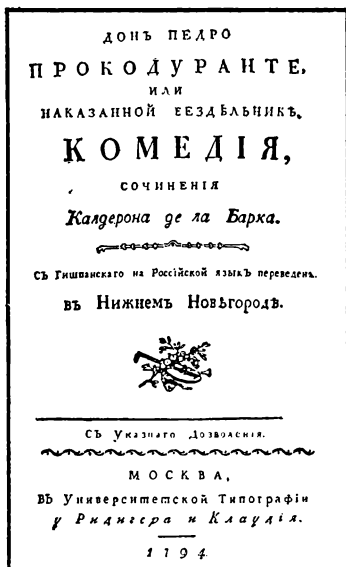 ДОНЪ ПЕДРО
ПРОКОДУРАНТЕ,
ИЛИ
НАКАЗАННОЙ БЕЗДѢЛЬНИКЪ,
КОМЕДІЯ,
СОЧИНЕНІЯ
Калдерона де ла Барка.
Съ Гишпанскаго на Россійской языкъ переведена.
въ Нижнемъ Новѣгородѣ.
Съ Указнаго Дозволенія.
МОСКВА,
Въ Университетской Типографіи
у Ридигера и Клаудія.
1794